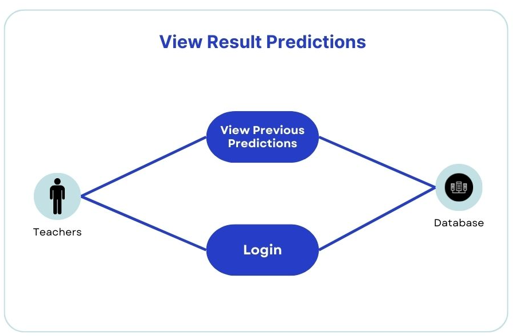 View Result Predictions
View Previous
Predictions
Teachers
Database
Login